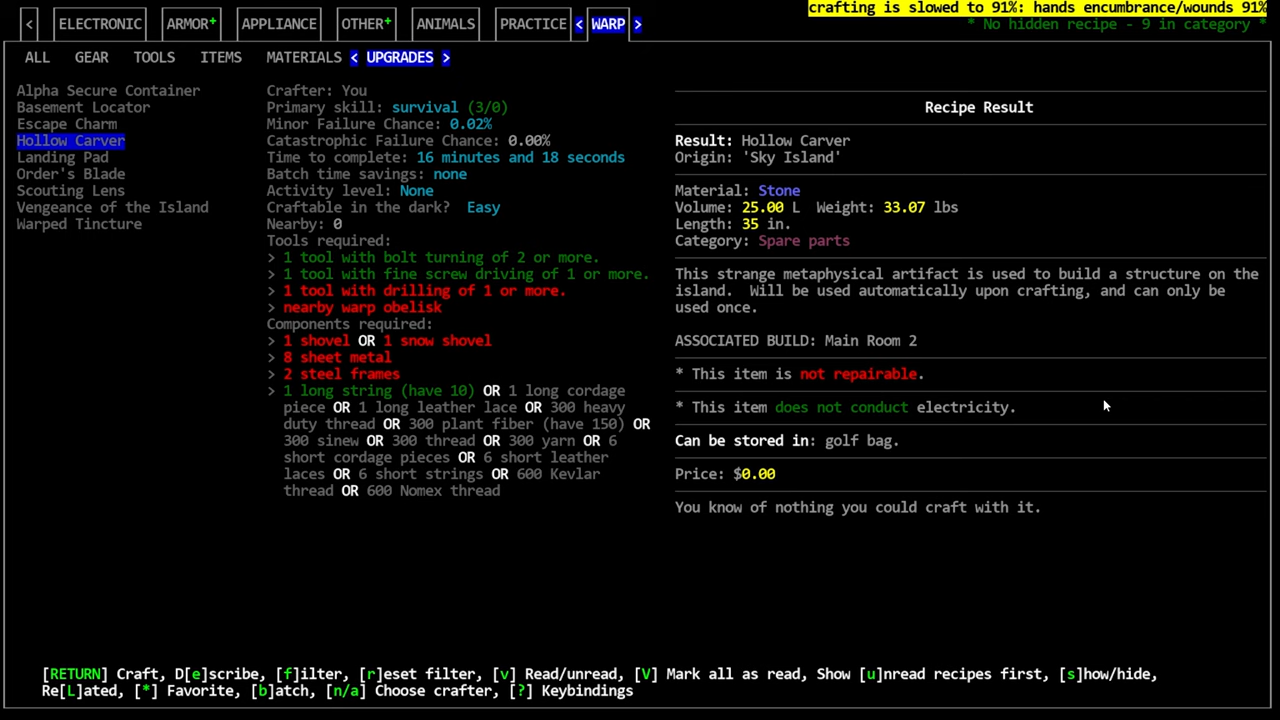 crafting is slowed to 91%: hands encumbrance/wounds 91%
< ELECTRONIC ARMOR+ APPLIANCE OTHER+ ANIMALS PRACTICE < WARP >
* No hidden recipe - 9 in category *
ALL GEAR TOOLS ITEMS MATERIALS < UPGRADES >
Alpha Secure Container
Basement Locator
Escape Charm
Hollow Carver
Landing Pad
Order's Blade
Scouting Lens
Vengeance of the Island
Warped Tincture
Crafter: You
Primary skill: survival (3/0)
Minor Failure Chance: 0.02%
Catastrophic Failure Chance: 0.00%
Time to complete: 16 minutes and 18 seconds
Batch time savings: none
Activity level: None
Craftable in the dark? Easy
Nearby: 0
Tools required:
> 1 tool with bolt turning of 2 or more.
> 1 tool with fine screw driving of 1 or more.
> 1 tool with drilling of 1 or more.
> nearby warp obelisk
Components required:
> 1 shovel OR 1 snow shovel
> 8 sheet metal
> 2 steel frames
> 1 long string (have 10) OR 1 long cordage
piece OR 1 long leather lace OR 300 heavy
duty thread OR 300 plant fiber (have 150) OR
300 sinew OR 300 thread OR 300 yarn OR 6
short cordage pieces OR 6 short leather
laces OR 6 short strings OR 600 Kevlar
thread OR 600 Nomex thread
Recipe Result
Result: Hollow Carver
Origin: 'Sky Island'
Material: Stone
Volume: 25.00 L Weight: 33.07 lbs
Length: 35 in.
Category: Spare parts
This strange metaphysical artifact is used to build a structure on the
island. Will be used automatically upon crafting, and can only be
used once.
ASSOCIATED BUILD: Main Room 2
* This item is not repairable.
* This item does not conduct electricity.
Can be stored in: golf bag.
Price: $0.00
You know of nothing you could craft with it.
[RETURN] Craft, D[e]scribe, [f]ilter, [r]eset filter, [v] Read/unread, [V] Mark all as read, Show [u]nread recipes first, [s]how/hide,
Re[L]ated, [*] Favorite, [b]atch, [n/a] Choose crafter, [?] Keybindings